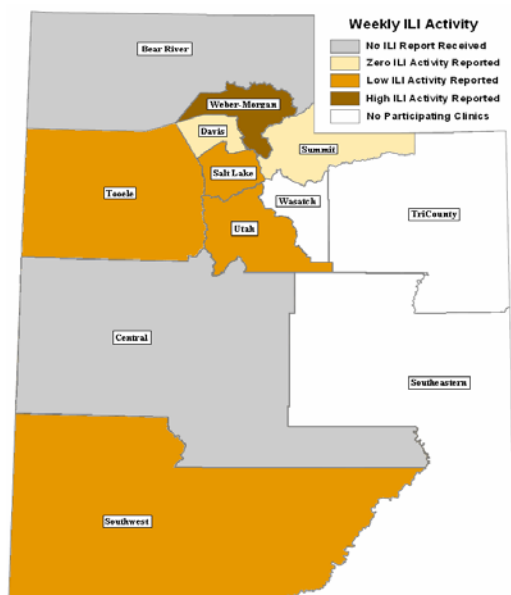 Weekly ILI Activity
No ILI Report Received
Zero ILI Activity Reported
Low ILI Activity Reported
High ILI Activity Reported
No Participating Clinics
Bear River
Weber-Morgan
Davis
Summit
Salt Lake
Tooele
Wasatch
TriCounty
Utah
Central
Southeastern
Southwest